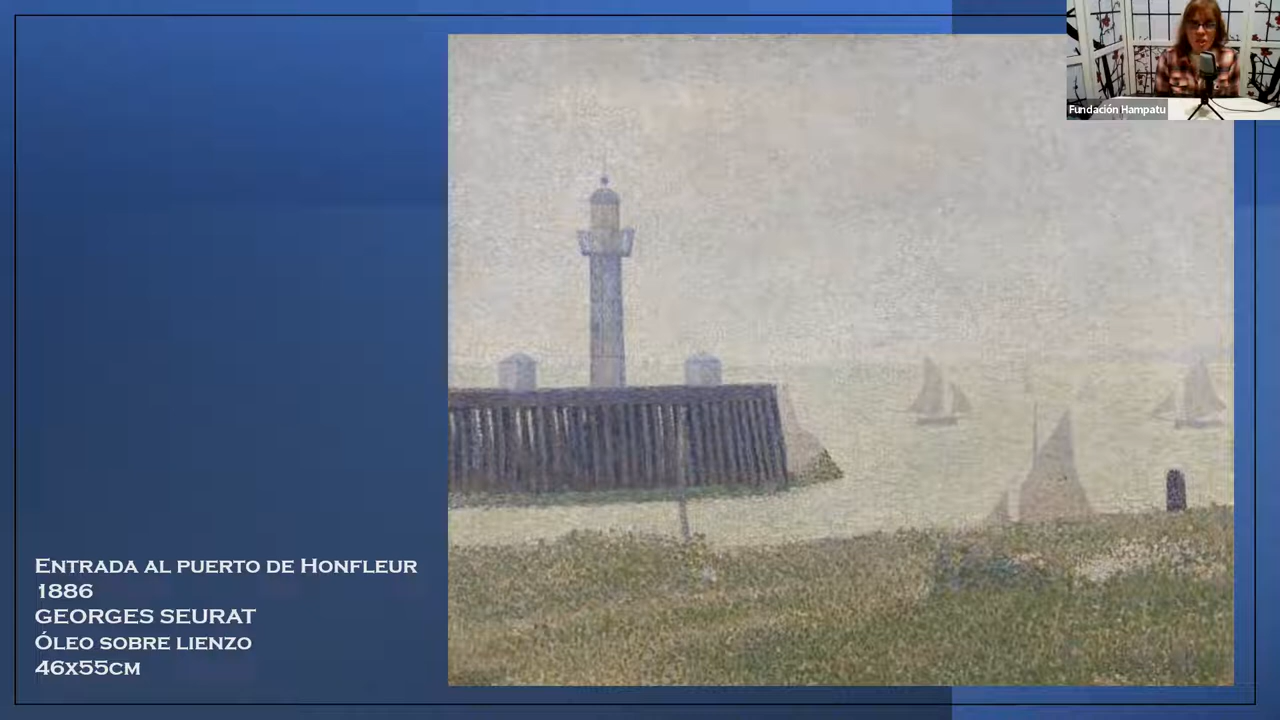 Fundación Hampatu
Entrada al puerto de Honfleur
1886
GEORGES SEURAT
Óleo sobre lienzo
46x55cm